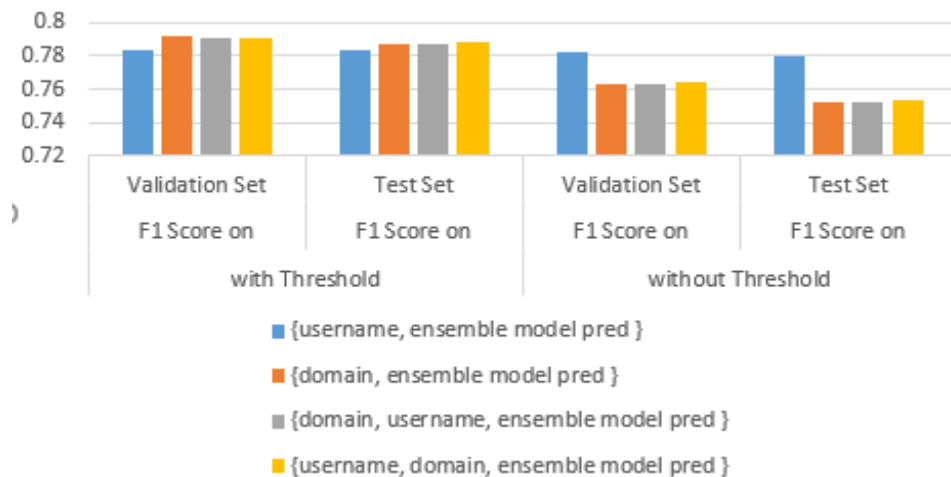 0.8
0.78
0.76
0.74
0.72
Validation Set Test Set Validation Set Test Set
F1 Score on F1 Score on F1 Score on F1 Score on
with Threshold without Threshold
{username, ensemble model pred }
{domain, ensemble model pred }
{domain, username, ensemble model pred }
{username, domain, ensemble model pred }